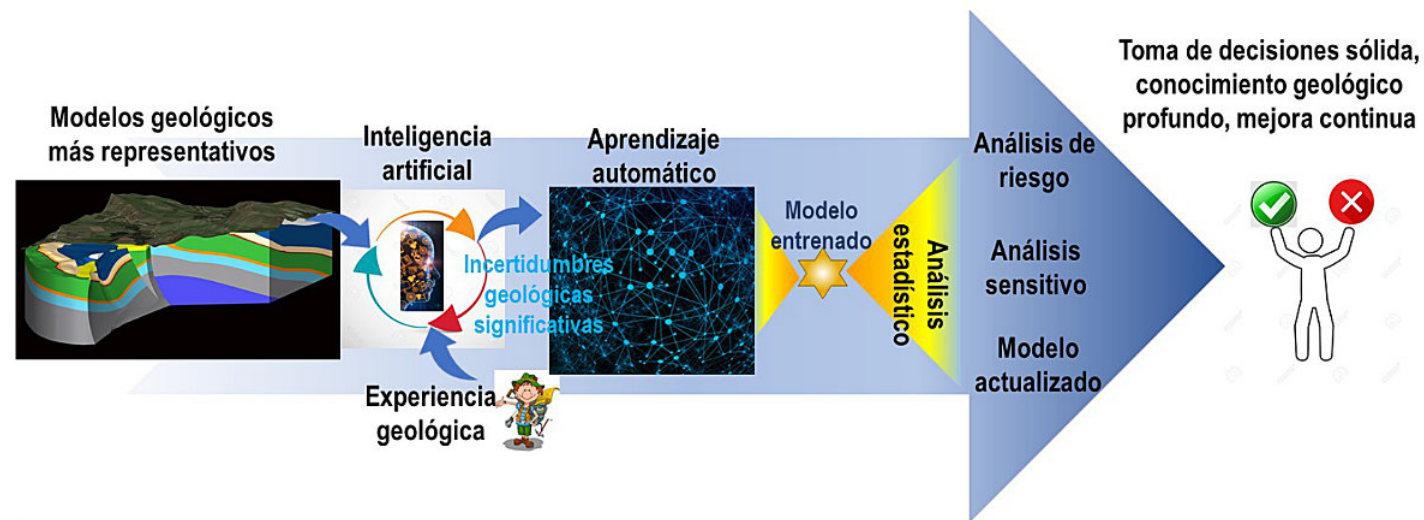 Modelos geológicos
más representativos
Inteligencia
artificial
Incertidumbres
geológicas
significativas
Experiencia
geológica
Aprendizaje
automático
Modelo
entrenado
Análisis
estadístico
Análisis de
riesgo
Análisis
sensitivo
Modelo
actualizado
Toma de decisiones sólida,
conocimiento geológico
profundo, mejora continua